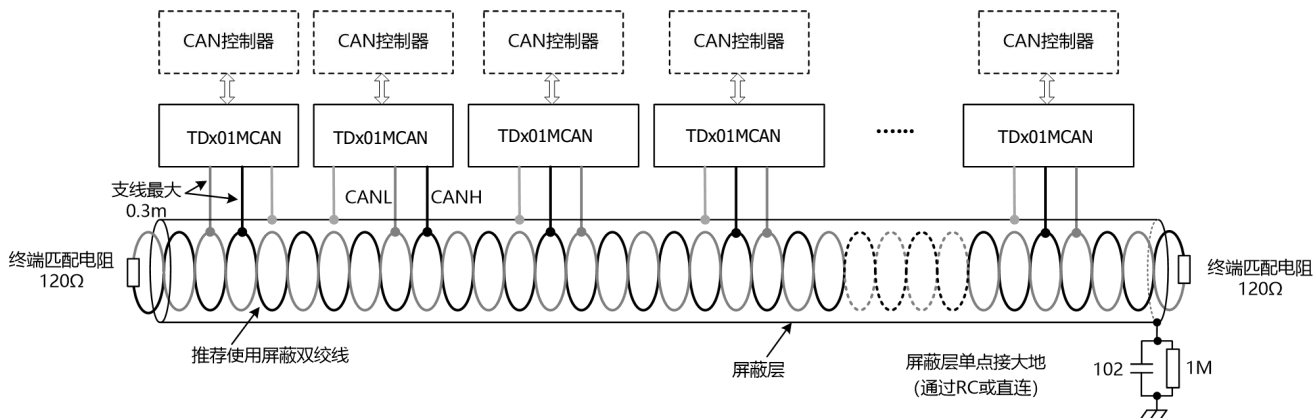 CAN控制器
CAN控制器
CAN控制器
CAN控制器
CAN控制器
TDx01MCAN
TDx01MCAN
TDx01MCAN
TDx01MCAN
······
TDx01MCAN
支线最大
0.3m
CANL
CANH
终端匹配电阻
120Ω
终端匹配电阻
120Ω
推荐使用屏蔽双绞线
屏蔽层
屏蔽层单点接大地
(通过RC或直连)
102
1M